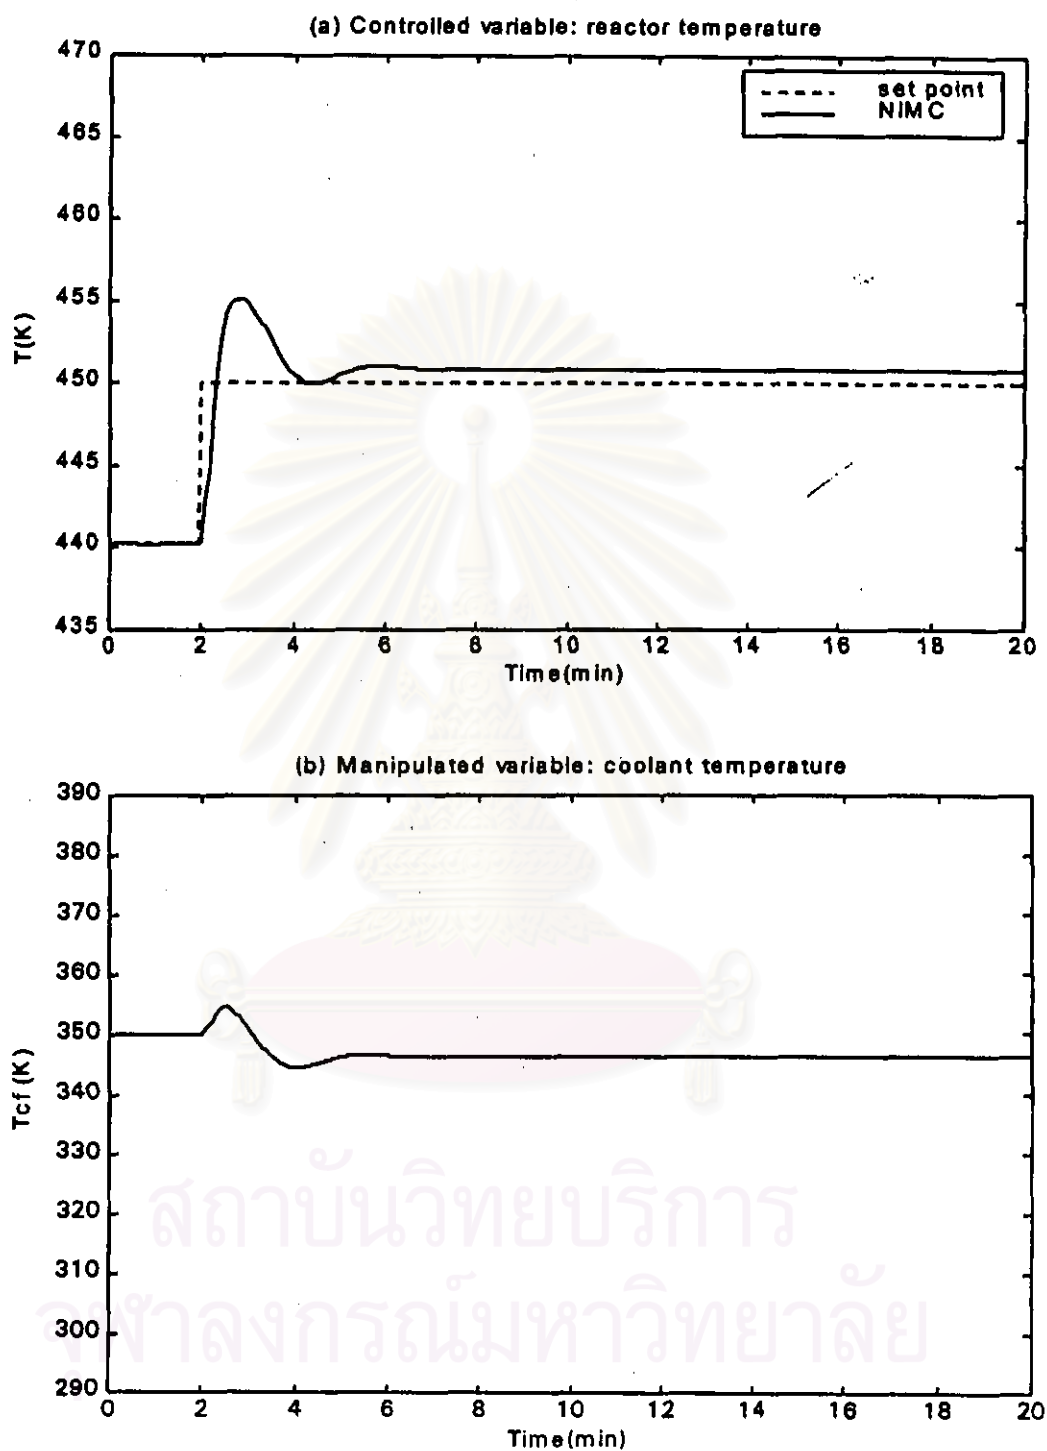 (a) Controlled variable: reactor temperature
470
465
460
455
450
445
440
435
T(K)
set point
NIMC
0 2 4 6 8 10 12 14 16 18 20
Time(min)
(b) Manipulated variable: coolant temperature
390
380
370
360
350
340
330
320
310
300
290
Tcf (K)
0 2 4 6 8 10 12 14 16 18 20
Time(min)
สถาบันวิทยบริการ
จุฬาลงกรณ์มหาวิทยาลัย